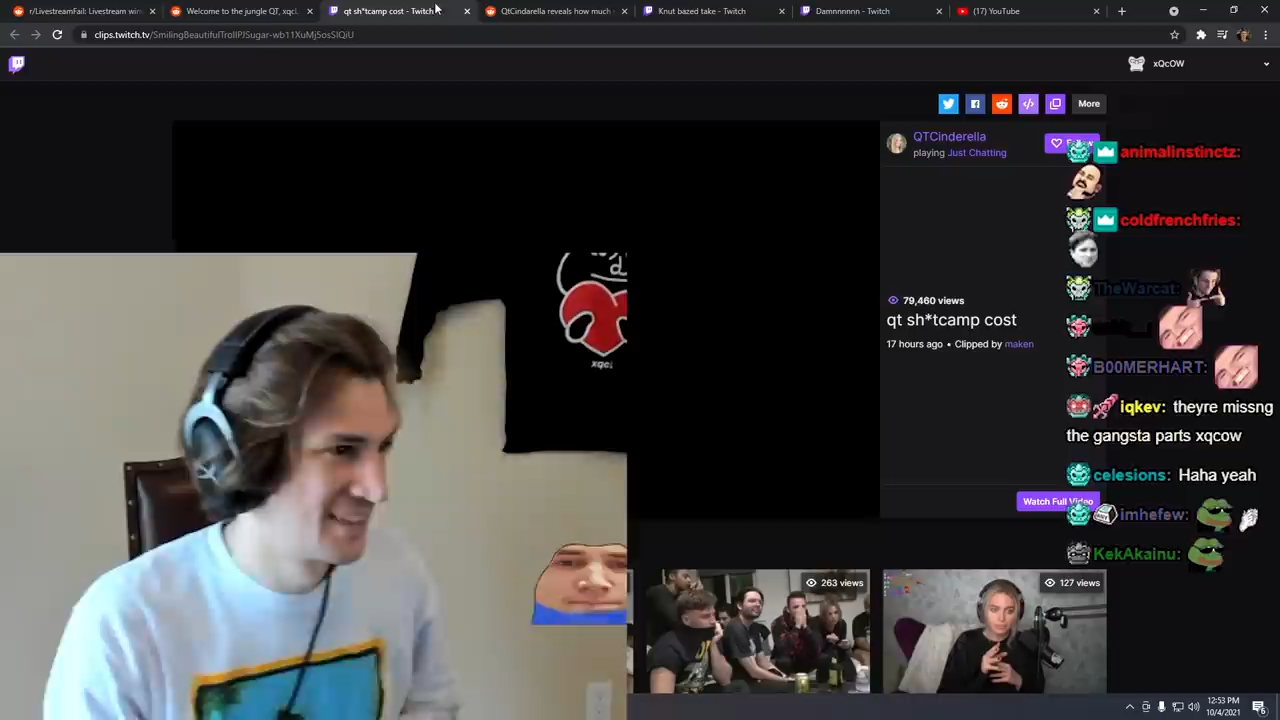 r/LivestreamFail: Livestream win
Welcome to the jungle QT, xqcl
qt sh*tcamp cost - Twitch
QtCinderella reveals how much
Knut bazed take - Twitch
Damnnnnnn - Twitch
(17) YouTube
clips.twitch.tv/SmilingBeautifulTrollPJSugar-wb11XuMj5osSlQiU
xQcOW
More
QTCinderella
playing Just Chatting
animalinstinctz:
coldfrenchfries:
TheWarcat:
79,460 views
qt sh*tcamp cost
17 hours ago • Clipped by maken
B00MERHART:
iqkev: theyre missng
the gangsta parts xqcow
celesions: Haha yeah
Watch Full Video
imhefew:
KekAkainu:
xqc
263 views
127 views
12:53 PM
10/4/2021